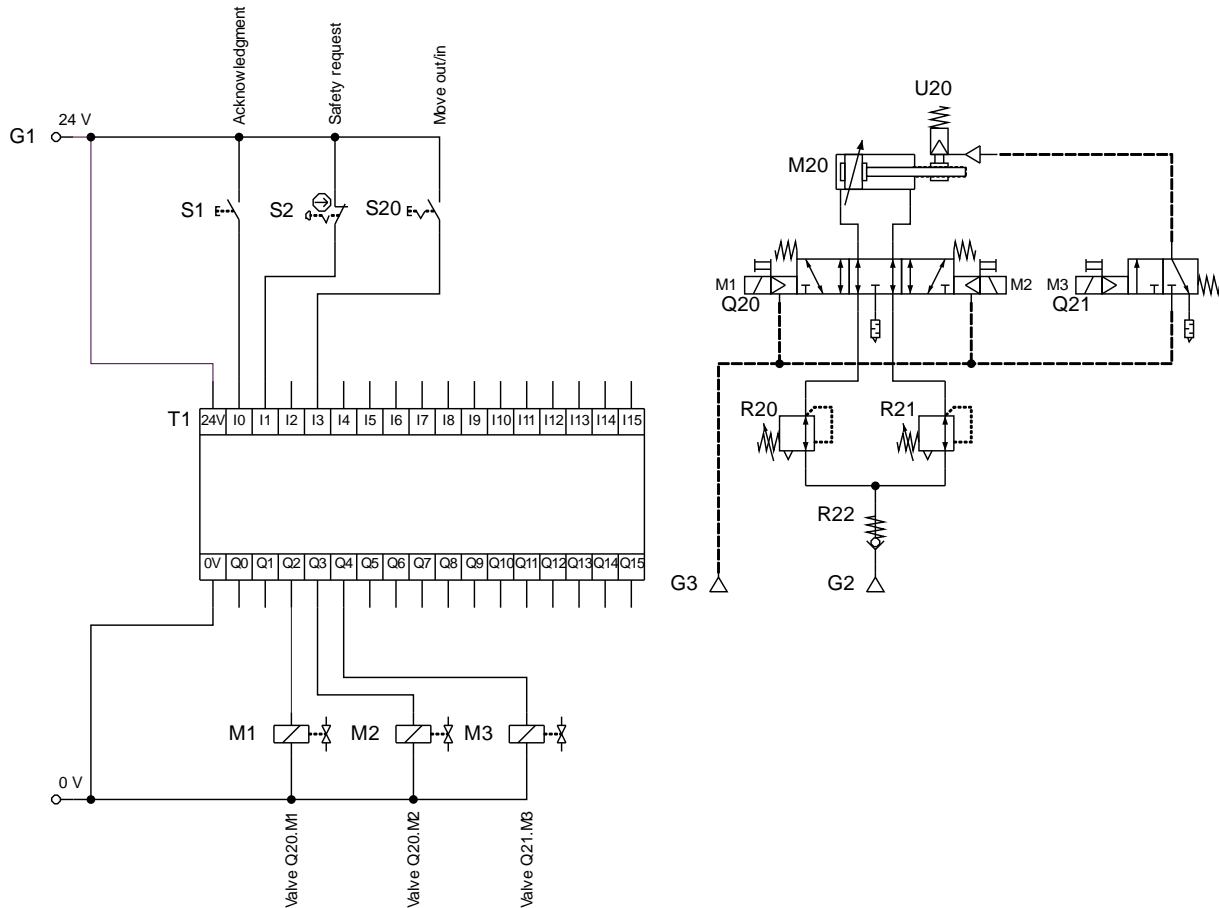 Acknowledgment
Safety request
Move out/in
G1
24 V
S1
S2
S20
T1
24V I0 I1 I2 I3 I4 I5 I6 I7 I8 I9 I10 I11 I12 I13 I14 I15
0V Q0 Q1 Q2 Q3 Q4 Q5 Q6 Q7 Q8 Q9 Q10 Q11 Q12 Q13 Q14 Q15
M1
M2
M3
0 V
Valve Q20.M1
Valve Q20.M2
Valve Q21.M3
U20
M20
M1
Q20
M2
M3
Q21
R20
R21
R22
G3
G2